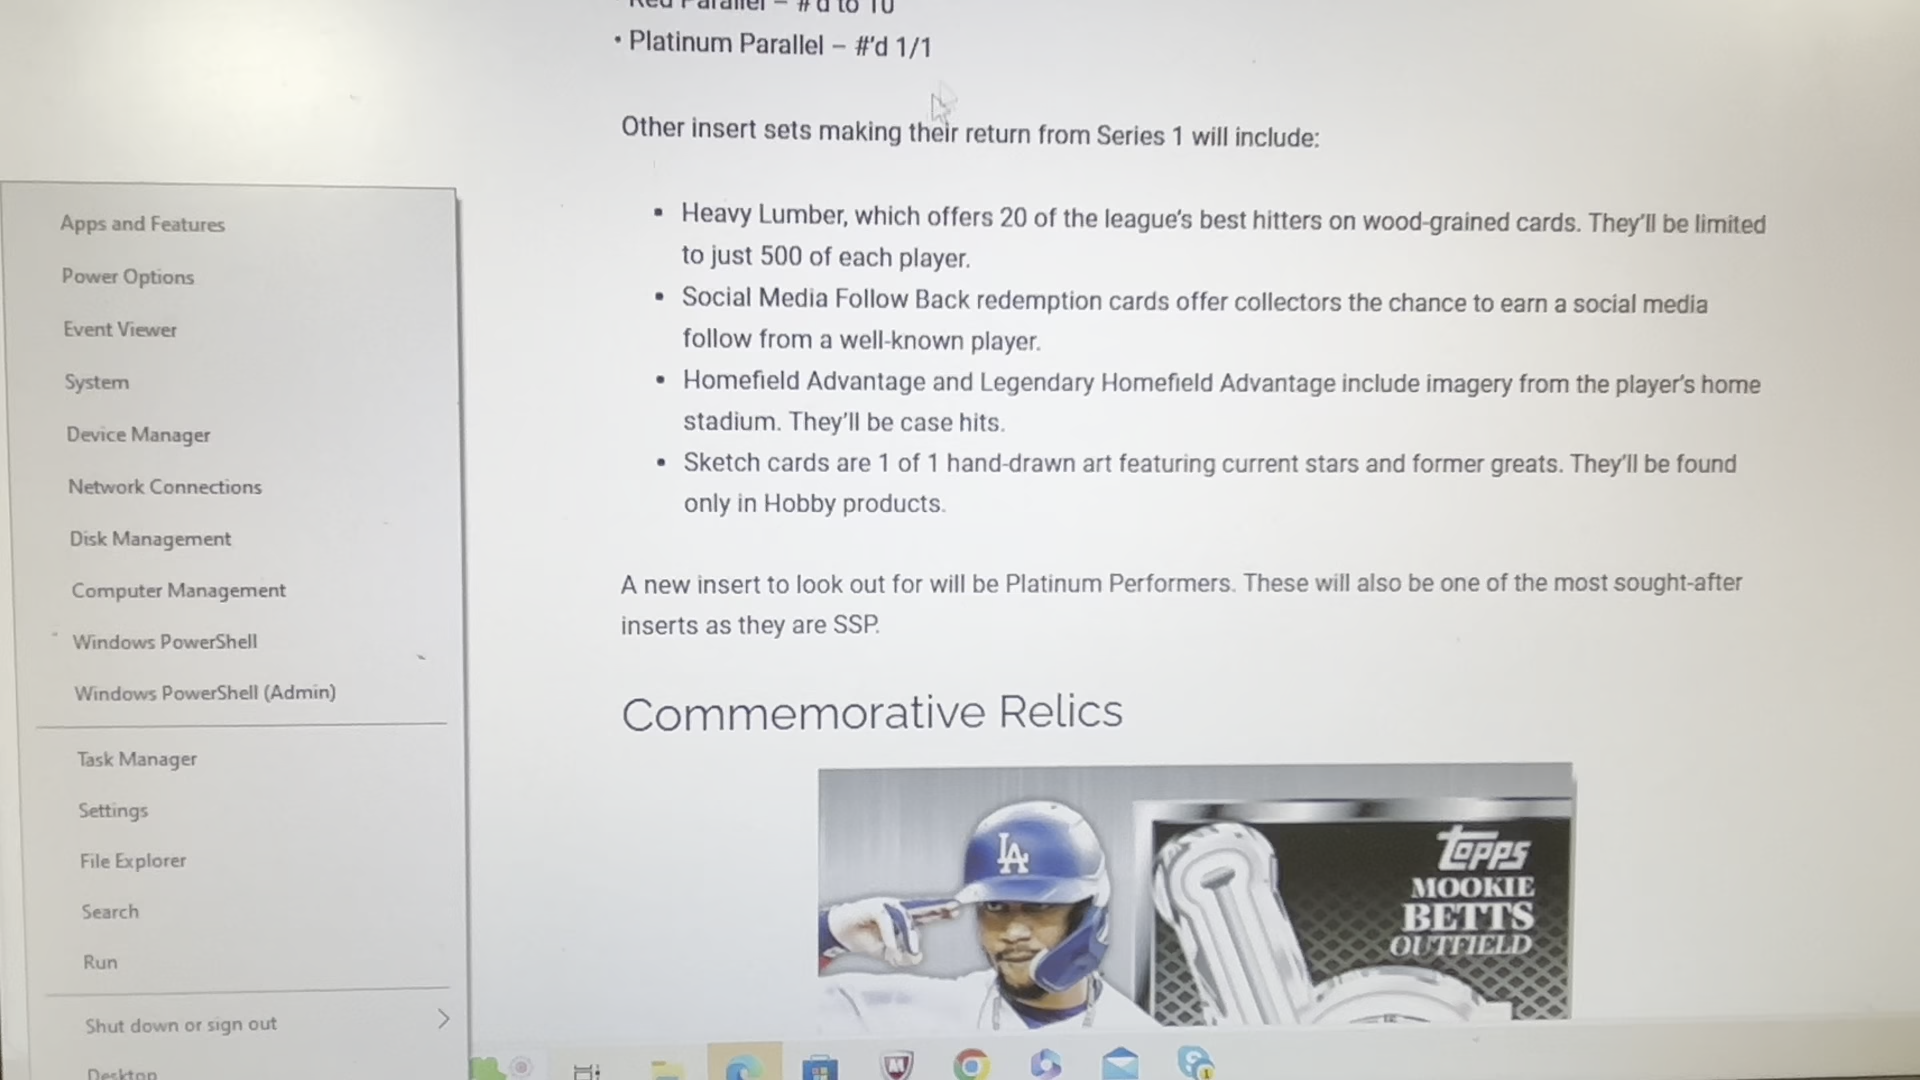 Red Parallel – #'d to 10
• Platinum Parallel – #'d 1/1
Other insert sets making their return from Series 1 will include:
• Heavy Lumber, which offers 20 of the league's best hitters on wood-grained cards. They'll be limited
to just 500 of each player.
• Social Media Follow Back redemption cards offer collectors the chance to earn a social media
follow from a well-known player.
• Homefield Advantage and Legendary Homefield Advantage include imagery from the player's home
stadium. They'll be case hits.
• Sketch cards are 1 of 1 hand-drawn art featuring current stars and former greats. They'll be found
only in Hobby products.
A new insert to look out for will be Platinum Performers. These will also be one of the most sought-after
inserts as they are SSP.
Commemorative Relics
LA
Topps
MOOKIE
BETTS
OUTFIELD
Apps and Features
Power Options
Event Viewer
System
Device Manager
Network Connections
Disk Management
Computer Management
Windows PowerShell
Windows PowerShell (Admin)
Task Manager
Settings
File Explorer
Search
Run
Shut down or sign out
Desktop